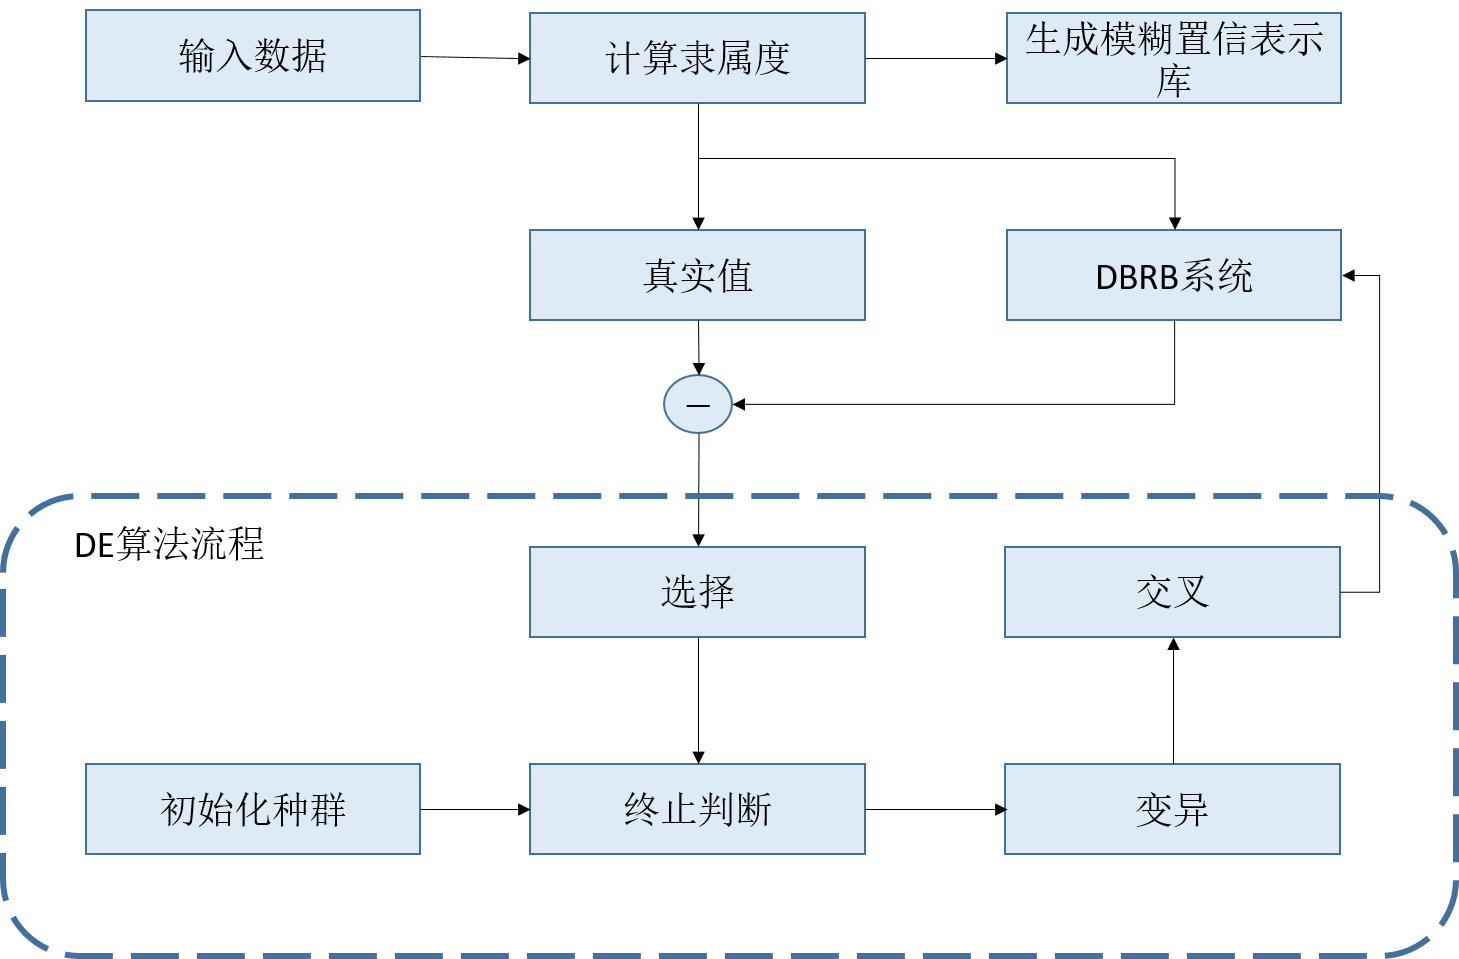 输入数据
计算隶属度
生成模糊置信表示
库
真实值
DBRB系统
—
DE算法流程
选择
交叉
初始化种群
终止判断
变异